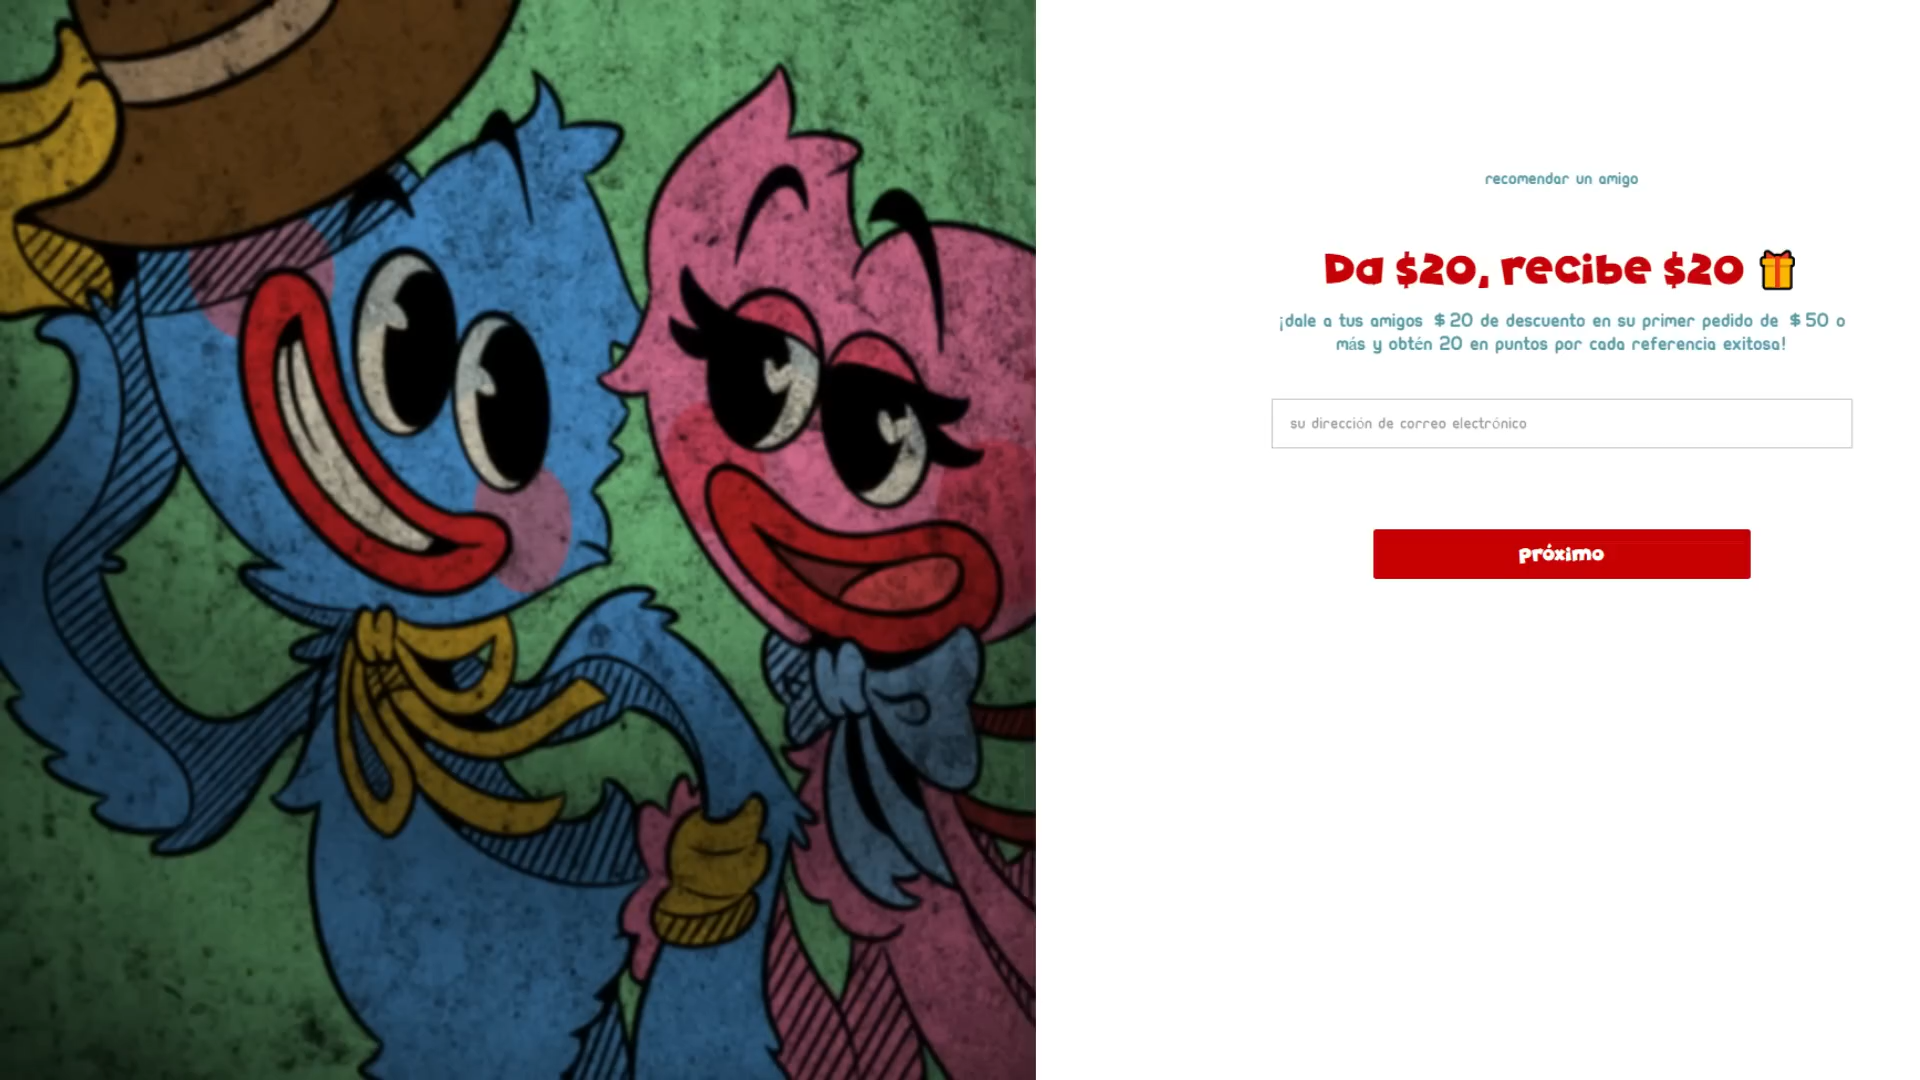 recomendar un amigo
Da $20, recibe $20
¡dale a tus amigos $20 de descuento en su primer pedido de $50 o
más y obtén 20 en puntos por cada referencia exitosa!
su dirección de correo electrónico
próximo